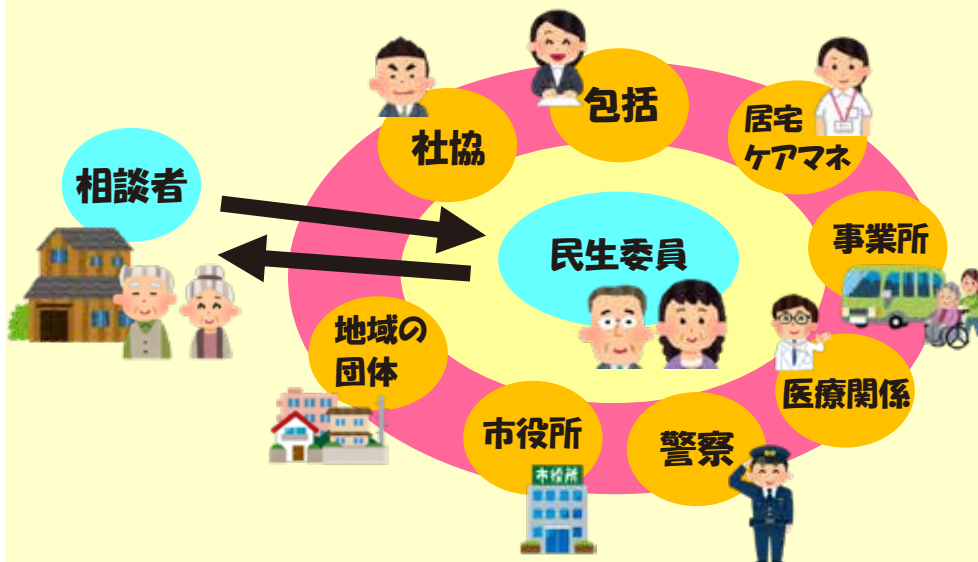 相談者
社協
包括
居宅
ケアマネ
事業所
民生委員
地域の
団体
医療関係
市役所
警察
市役所